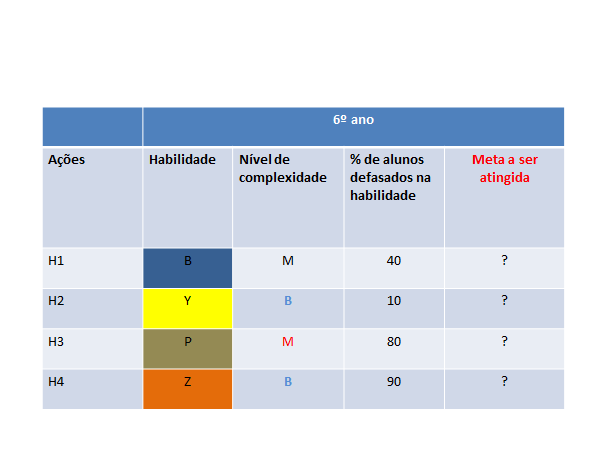 6º ano
Ações Habilidade Nível de complexidade % de alunos defasados na habilidade Meta a ser atingida
H1 B M 40 ?
H2 Y B 10 ?
H3 P M 80 ?
H4 Z B 90 ?